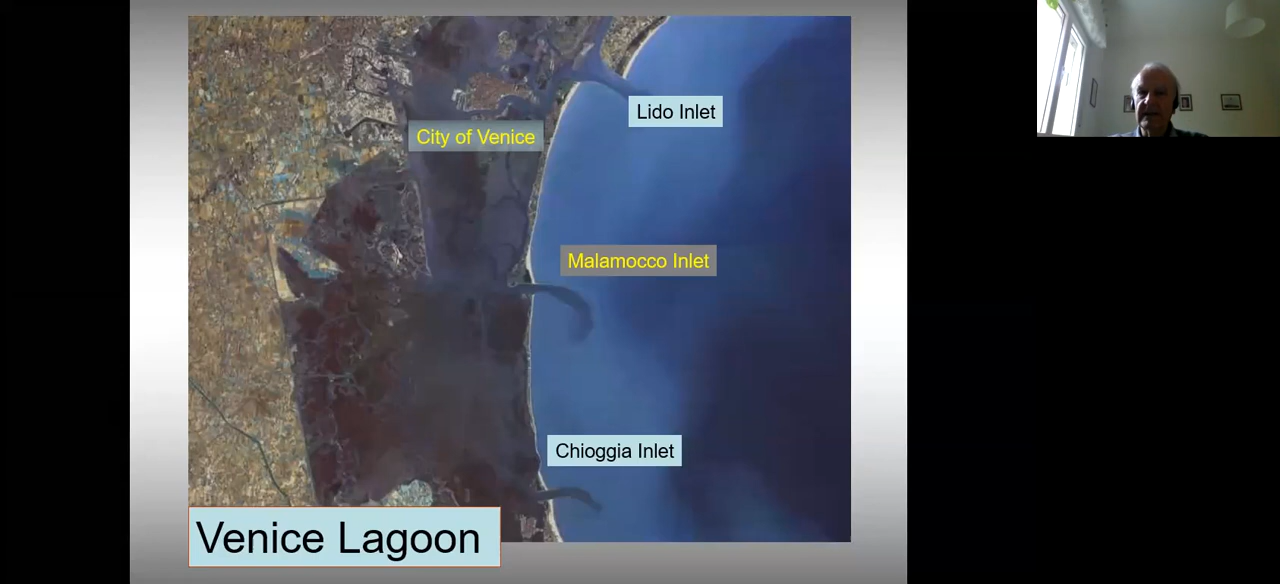 Lido Inlet
City of Venice
Malamocco Inlet
Chioggia Inlet
Venice Lagoon